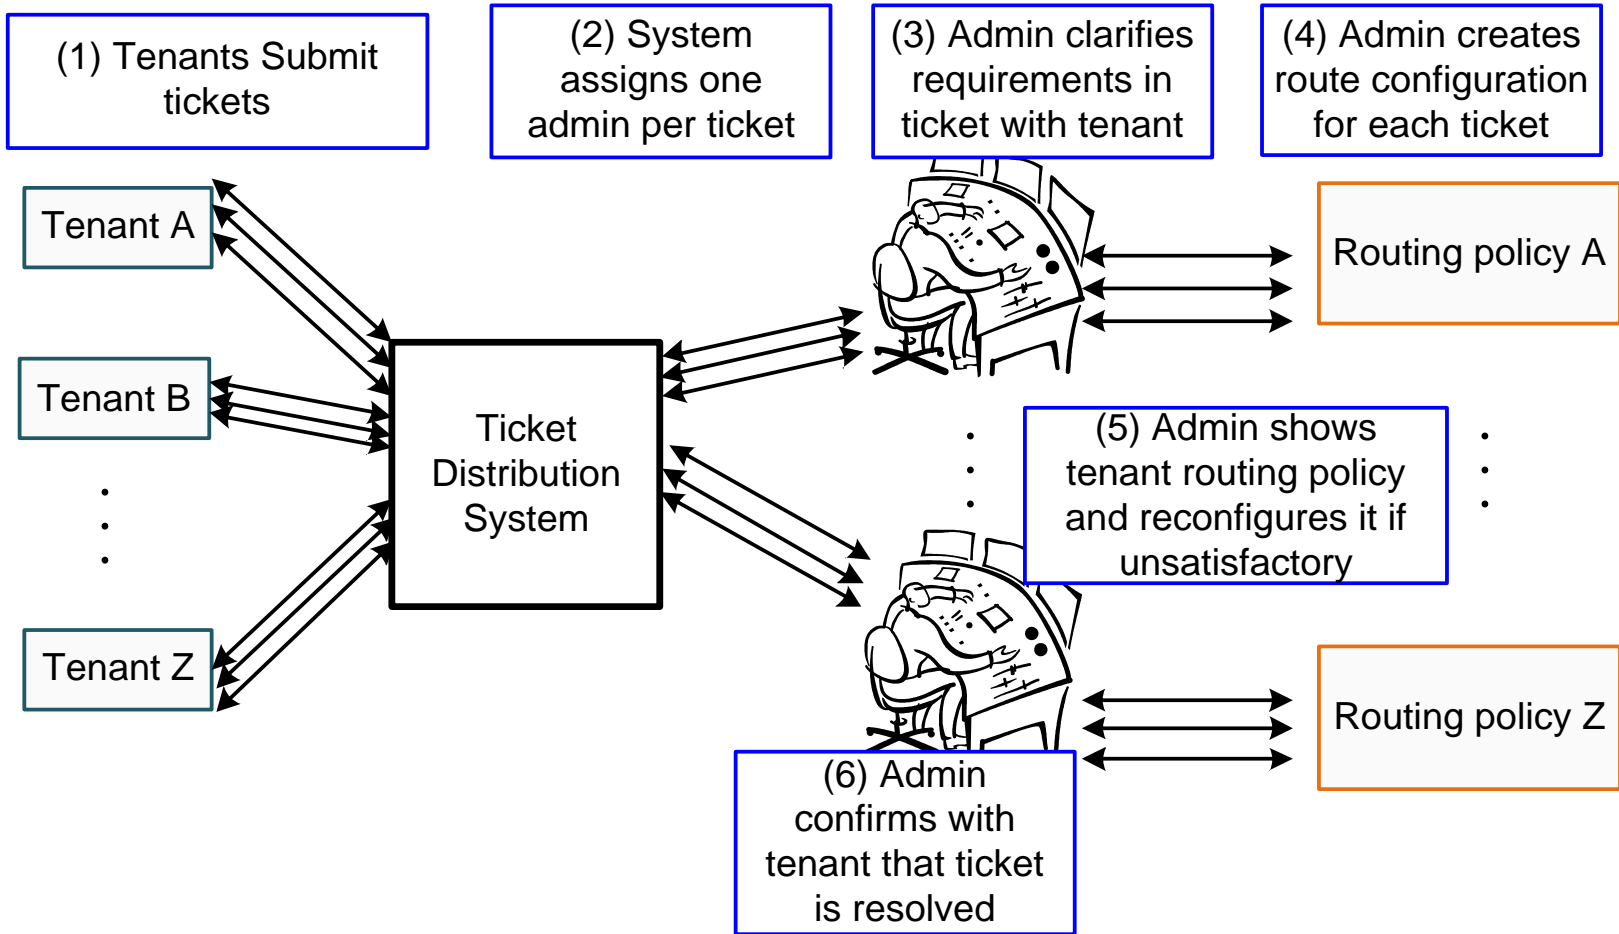 (1) Tenants Submit
tickets
(2) System
assigns one
admin per ticket
(3) Admin clarifies
requirements in
ticket with tenant
(4) Admin creates
route configuration
for each ticket
Tenant A
Routing policy A
Tenant B
Ticket
Distribution
System
(5) Admin shows
tenant routing policy
and reconfigures it if
unsatisfactory
Tenant Z
Routing policy Z
(6) Admin
confirms with
tenant that ticket
is resolved